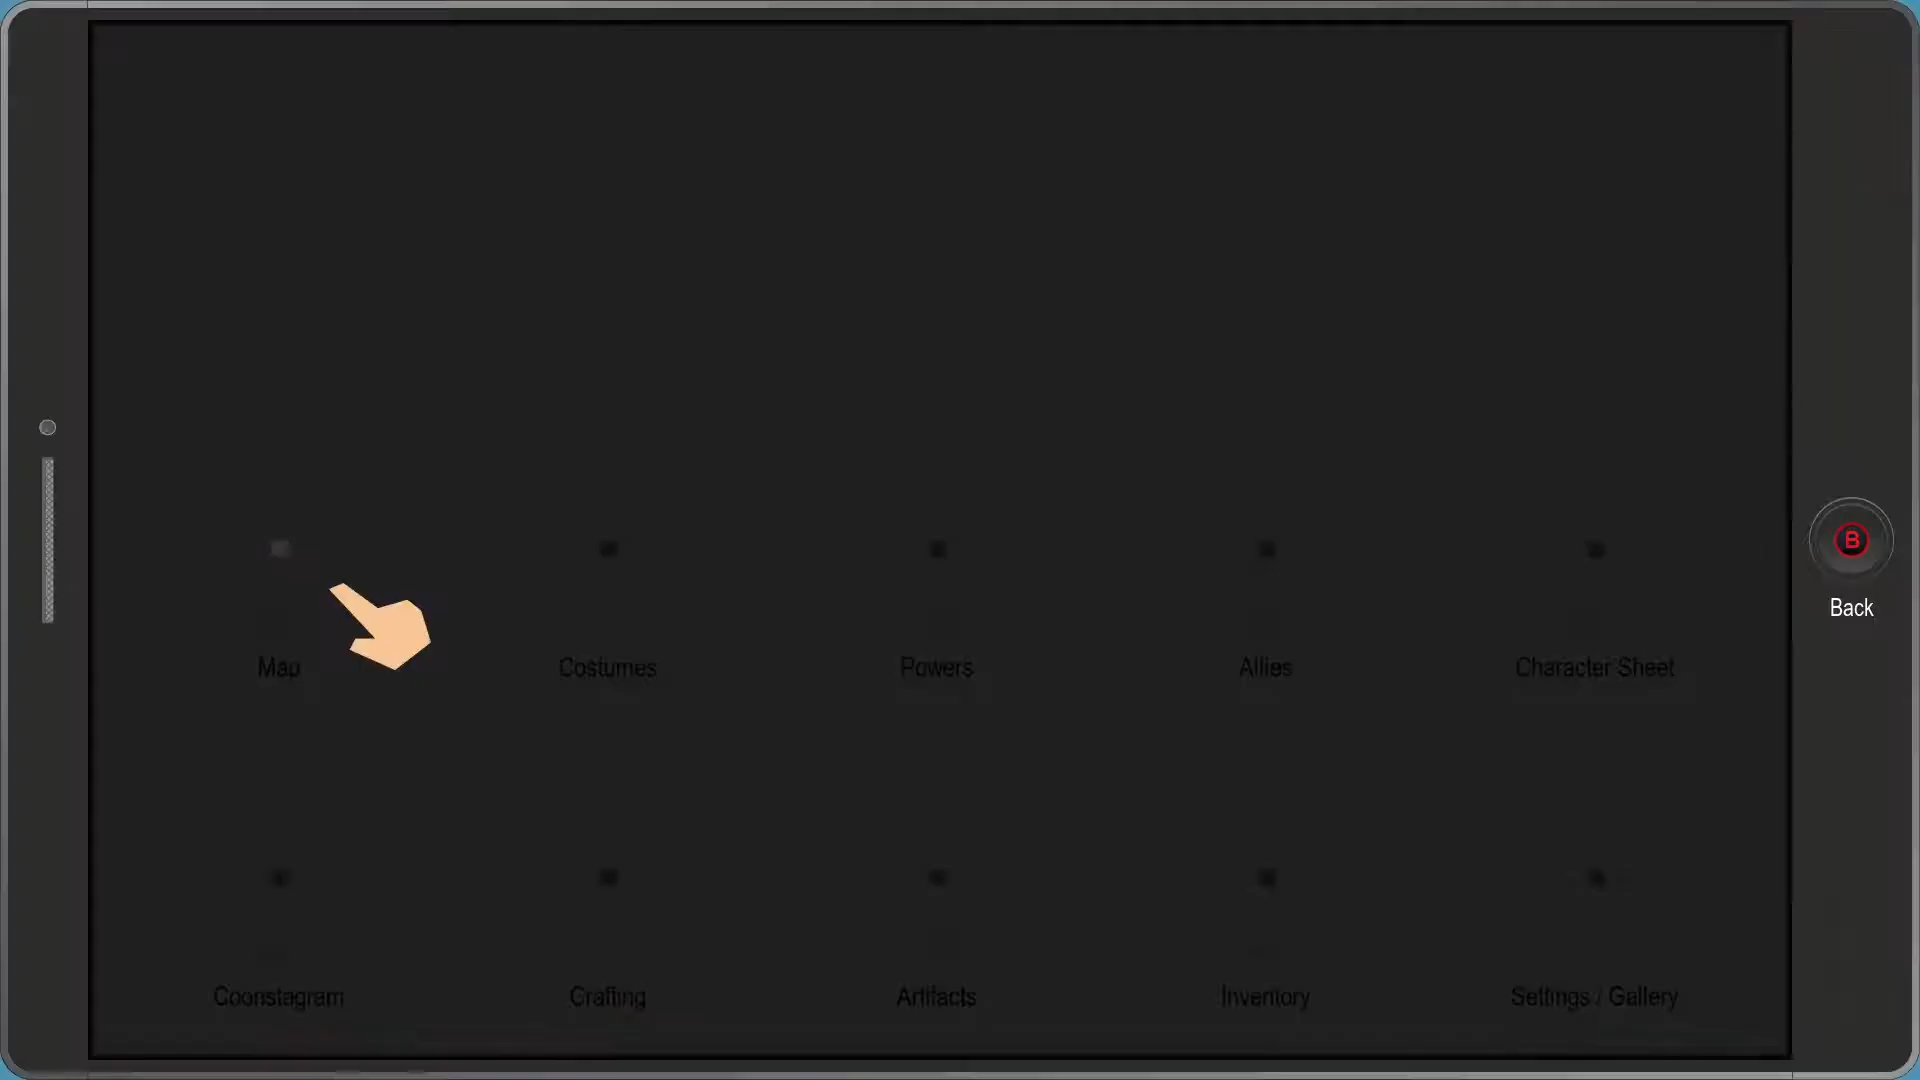 B
Back
Map
Costumes
Powers
Allies
Character Sheet
Coonstagram
Crafting
Artifacts
Inventory
Settings / Gallery